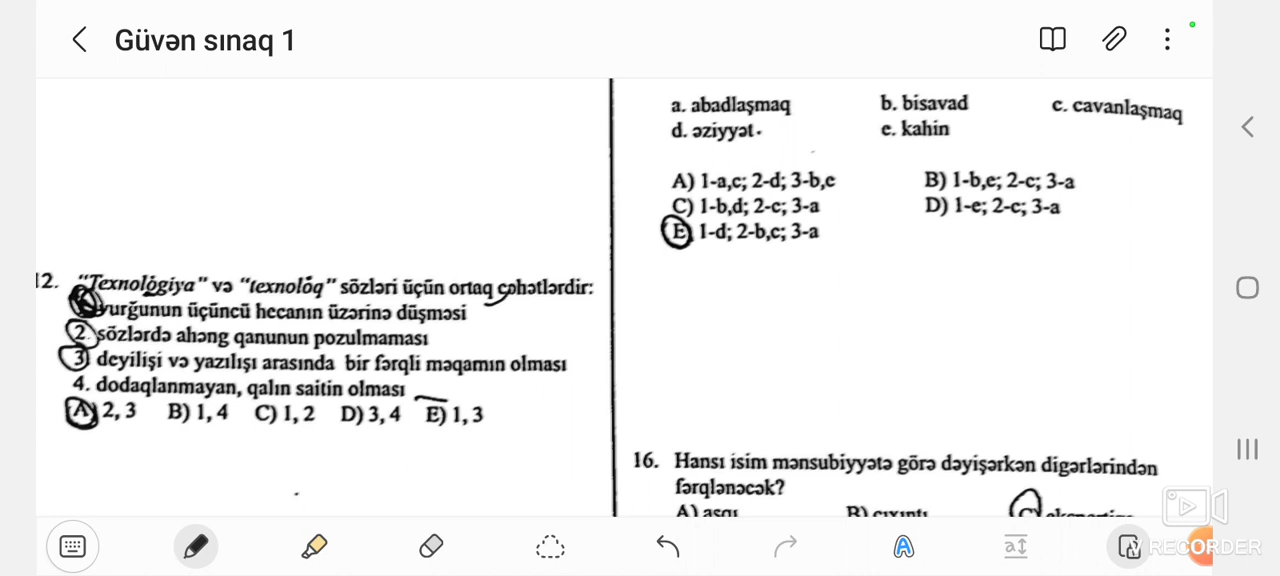 Güvən sınaq 1
12. "Texnologiya" və "texnoloq" sözləri üçün ortaq cəhətlərdir:
vurğunun üçüncü hecanın üzərinə düşməsi
2. sözlərdə ahəng qanunun pozulmaması
3. deyilişi və yazılışı arasında bir fərqli məqamın olması
4. dodaqlanmayan, qalın saitin olması
A) 2, 3 B) 1, 4 C) 1, 2 D) 3, 4 E) 1, 3
a. abadlaşmaq b. bisavad c. cavanlaşmaq
d. əziyyət e. kahin
A) 1-a,c; 2-d; 3-b,e B) 1-b,e; 2-c; 3-a
C) 1-b,d; 2-c; 3-a D) 1-e; 2-c; 3-a
E) 1-d; 2-b,c; 3-a
16. Hansı isim mənsubiyyətə görə dəyişərkən digərlərindən
fərqlənəcək?
A) asqı B) çıxıntı C)
RECORDER